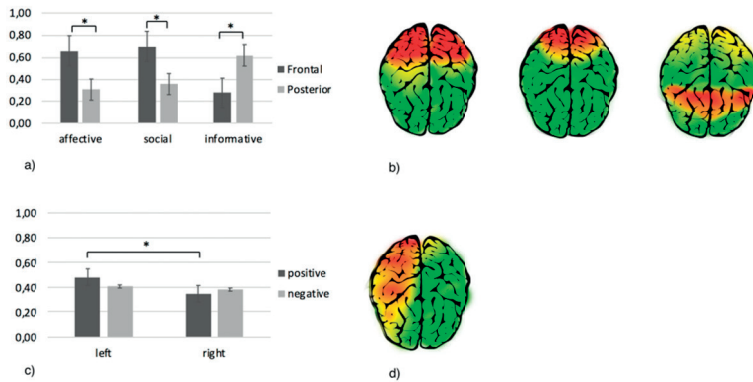 1,00
*
*
*
0,80
0,60
0,40
0,20
0,00
Frontal
Posterior
affective
social
informative
a)
b)
1,00
0,80
*
0,60
0,40
0,20
0,00
positive
negative
left
right
c)
d)